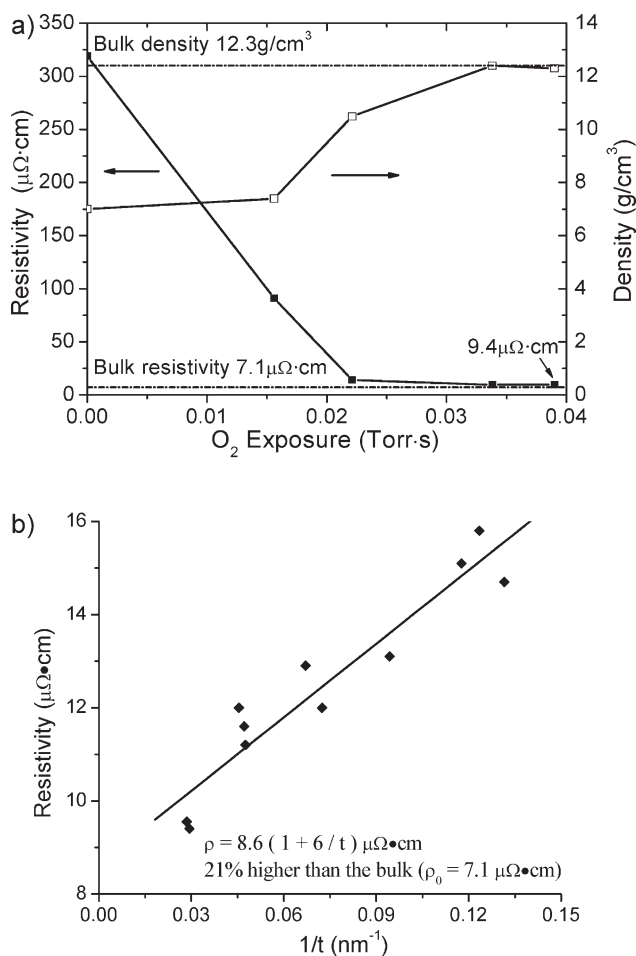 a)
350
300
250
200
150
100
50
0
Resistivity (μΩ·cm)
Bulk density 12.3g/cm³
Bulk resistivity 7.1μΩ·cm
9.4μΩ·cm
14
12
10
8
6
4
2
0
Density (g/cm³)
0.00 0.01 0.02 0.03 0.04
O₂ Exposure (Torr·s)
b)
16
14
12
10
8
Resistivity (μΩ•cm)
ρ = 8.6 ( 1 + 6 / t ) μΩ•cm
21% higher than the bulk (ρ₀ = 7.1 μΩ•cm)
0.00 0.03 0.06 0.09 0.12 0.15
1/t (nm⁻¹)